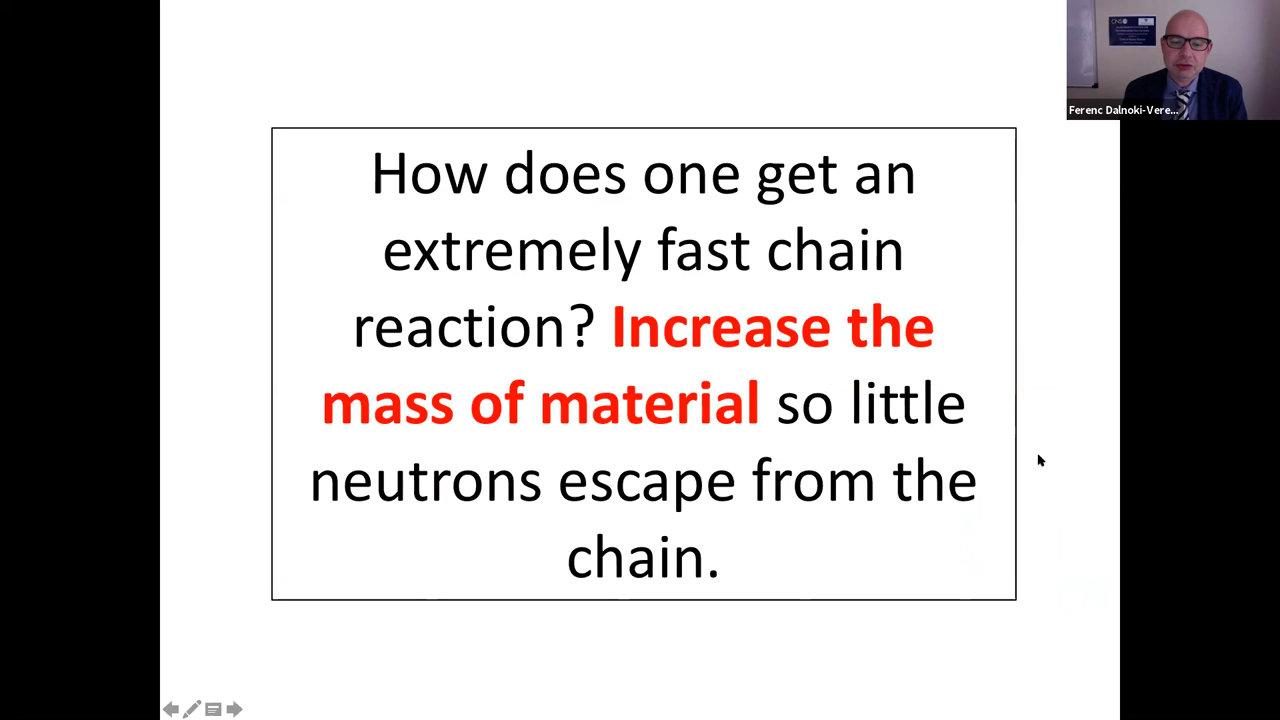 How does one get an
extremely fast chain
reaction? Increase the
mass of material so little
neutrons escape from the
chain.
Ferenc Dalnoki-Vere...